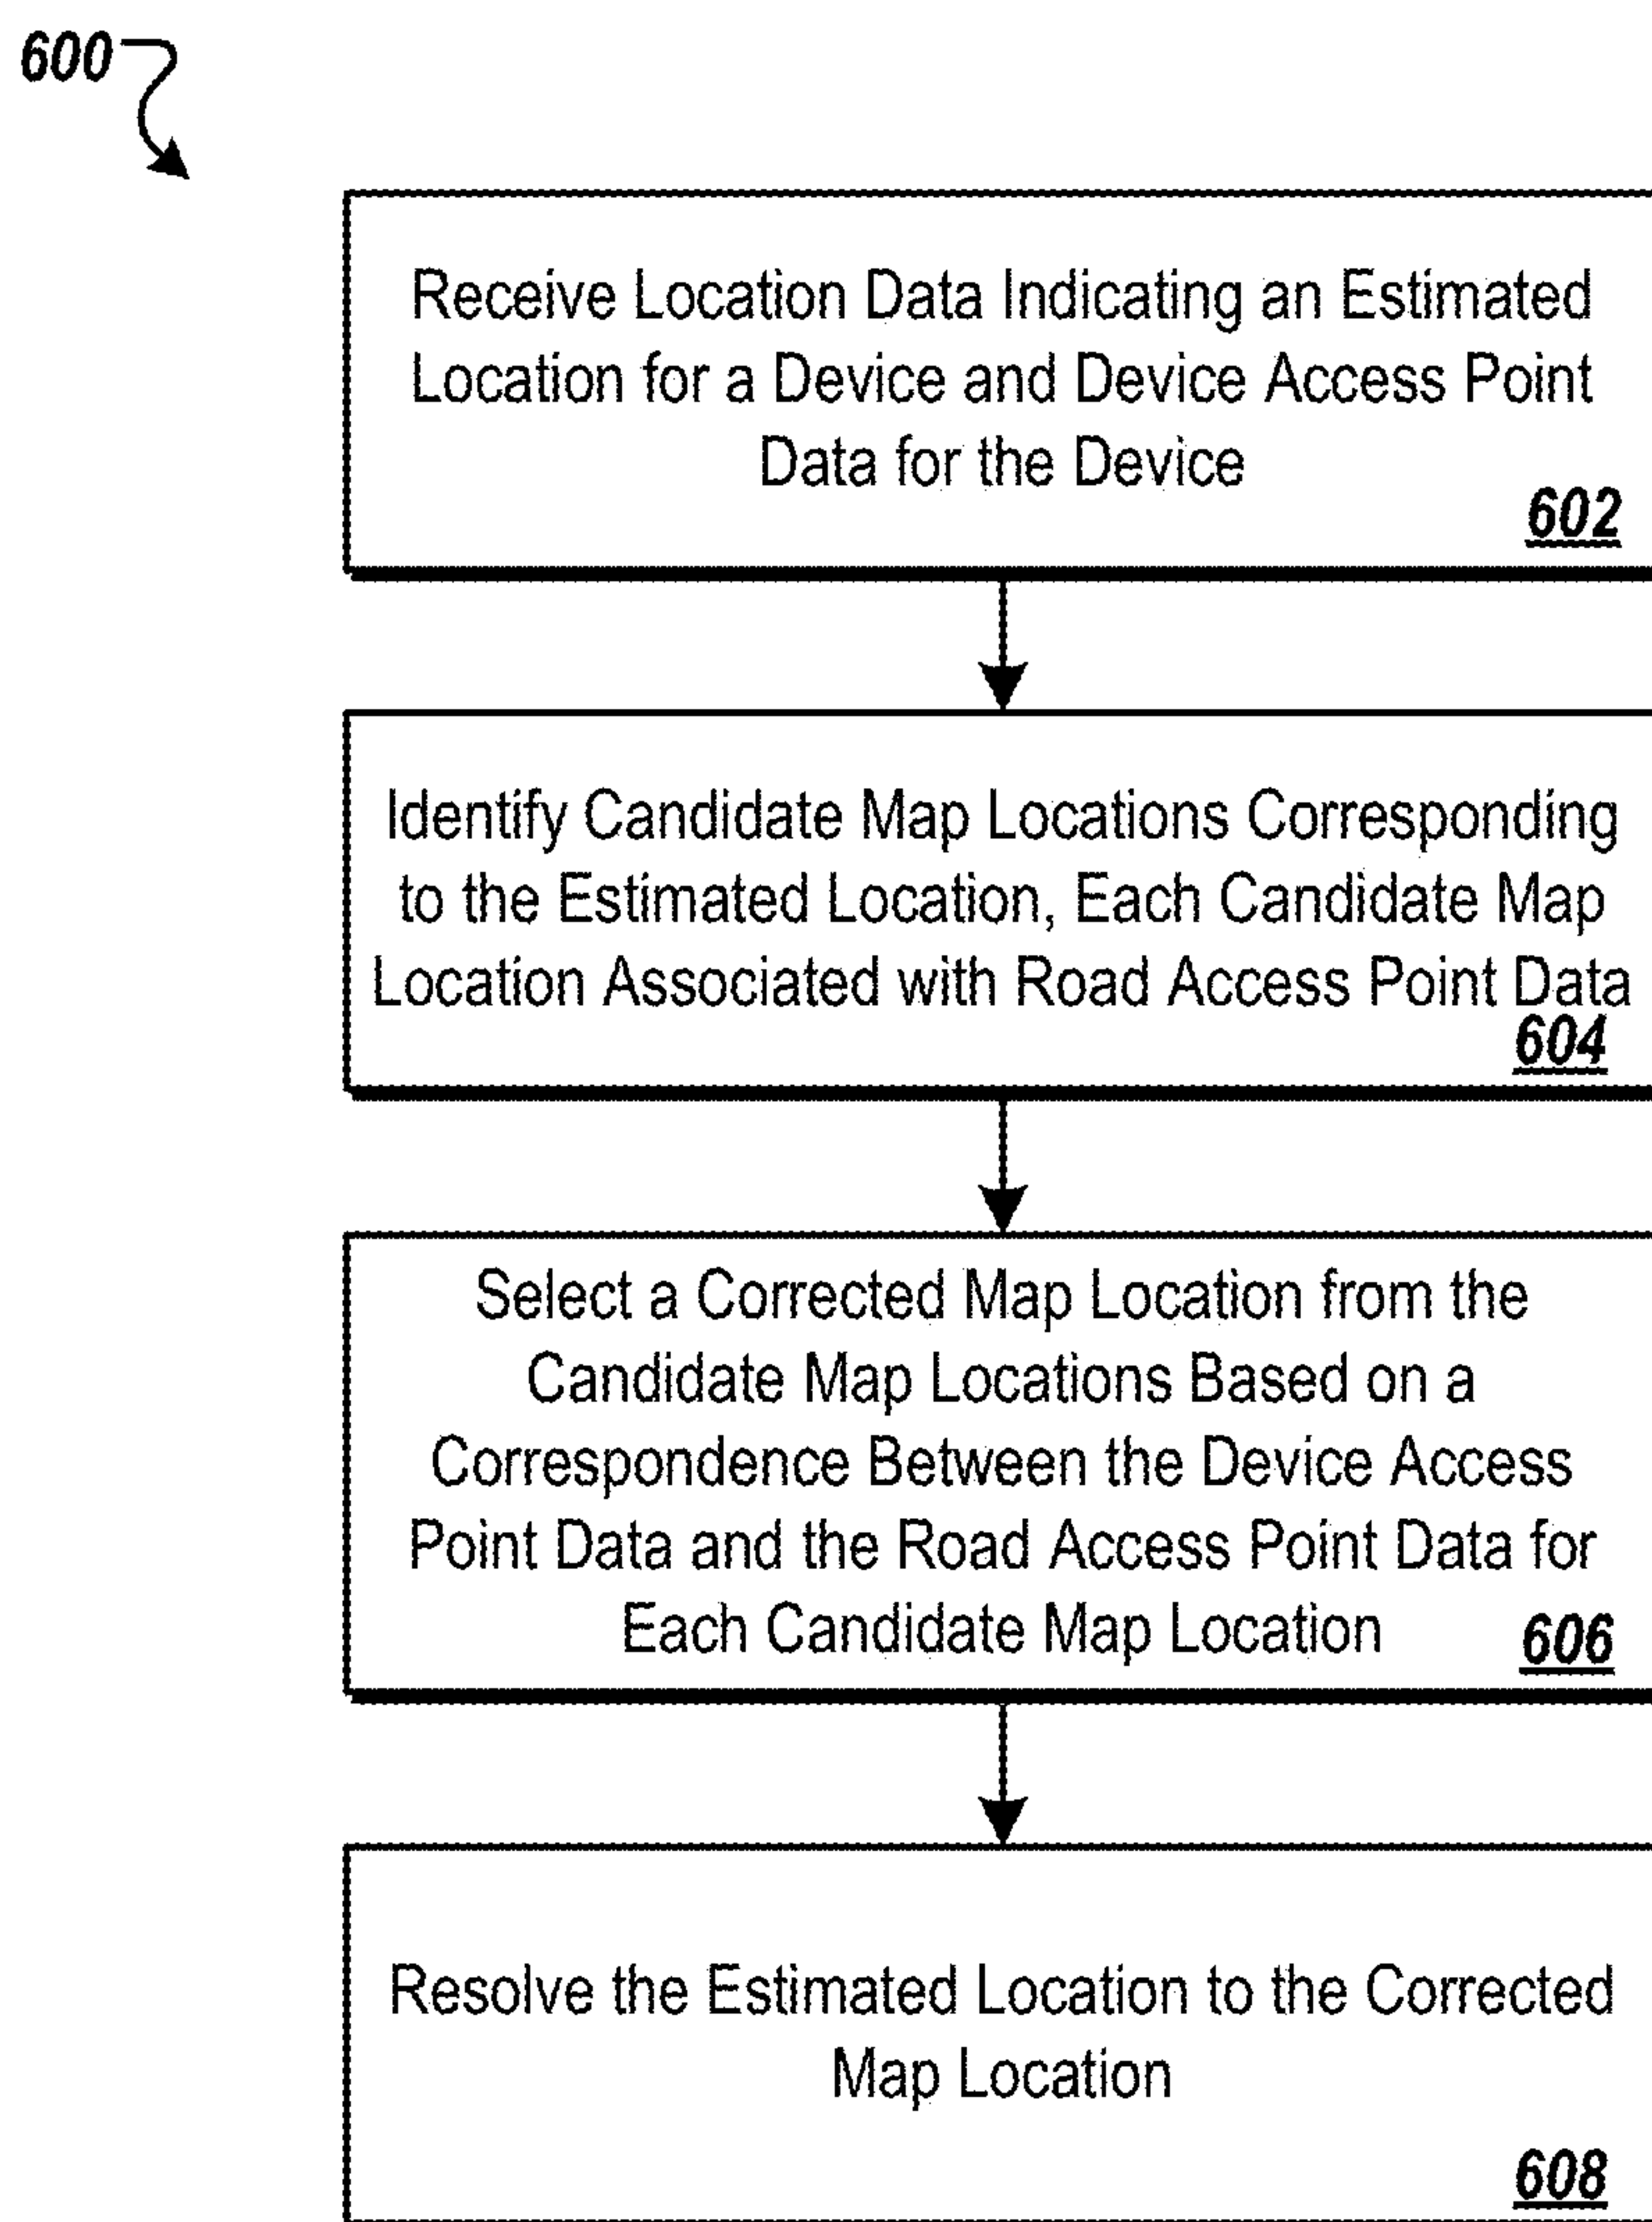 600
Receive Location Data Indicating an Estimated
Location for a Device and Device Access Point
Data for the Device
602
Identify Candidate Map Locations Corresponding
to the Estimated Location, Each Candidate Map
Location Associated with Road Access Point Data
604
Select a Corrected Map Location from the
Candidate Map Locations Based on a
Correspondence Between the Device Access
Point Data and the Road Access Point Data for
Each Candidate Map Location
606
Resolve the Estimated Location to the Corrected
Map Location
608